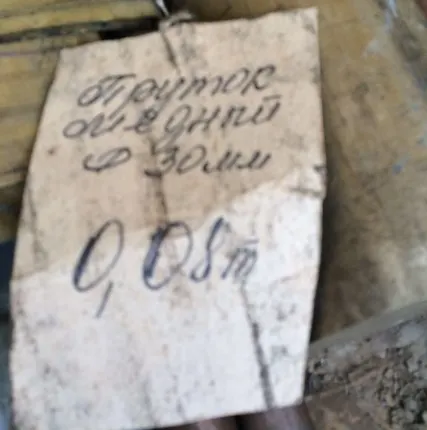 Пруток
медный
Ф 30мм
0,08т